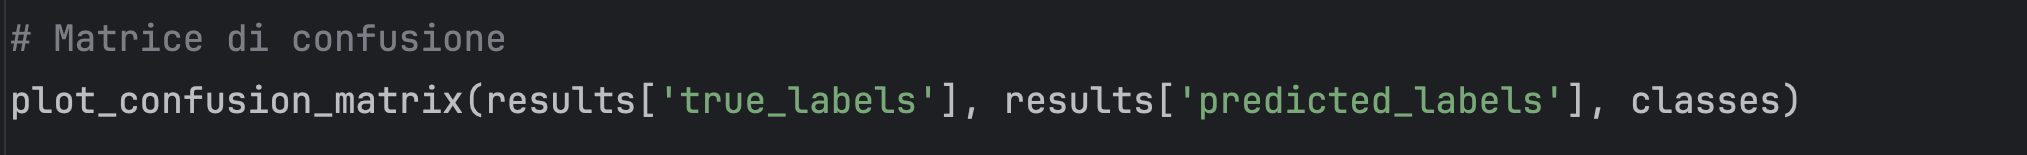 # Matrice di confusione
plot_confusion_matrix(results['true_labels'], results['predicted_labels'], classes)